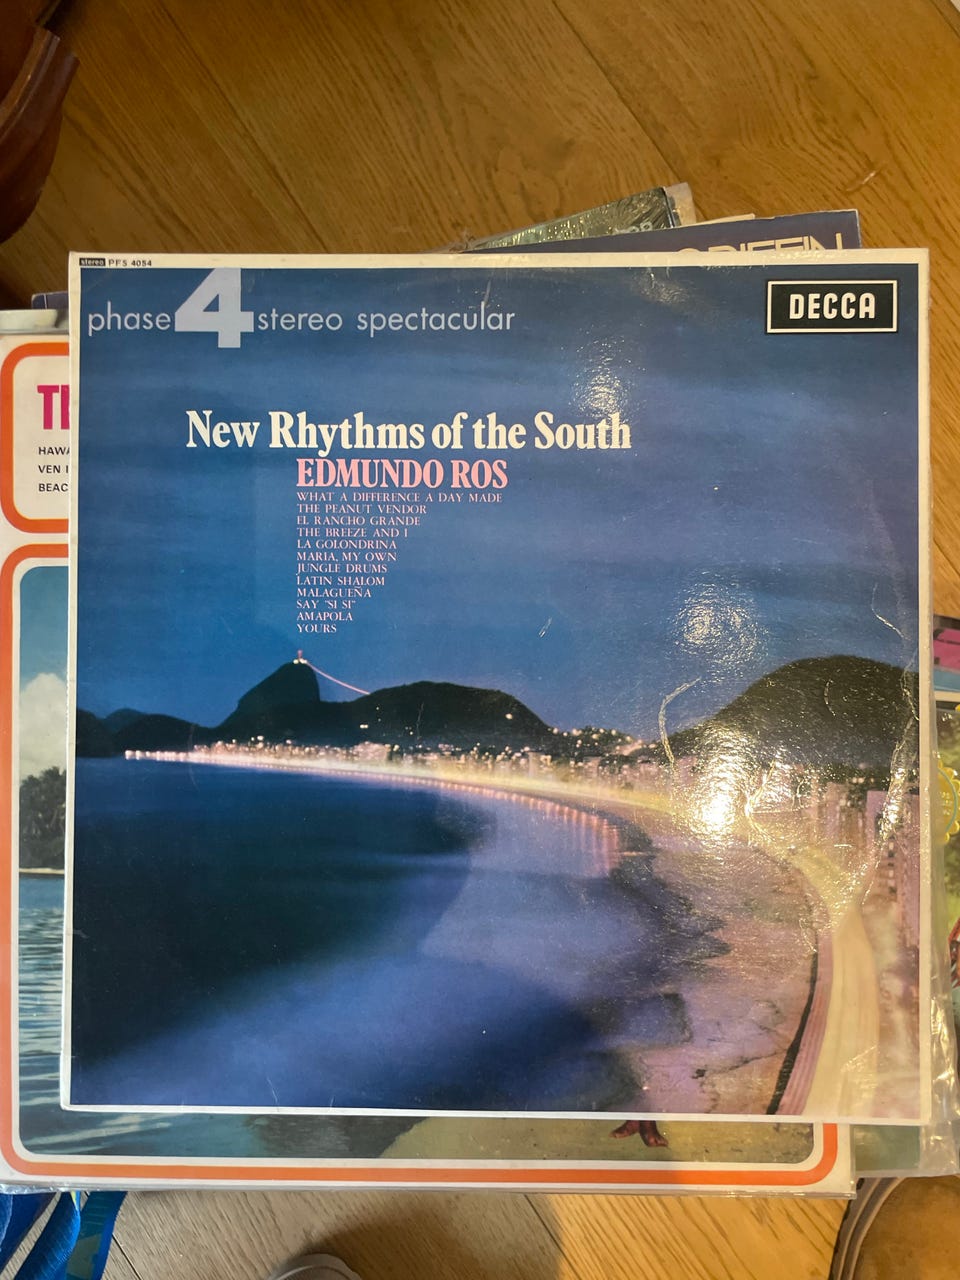 stereo PFS 4054
phase 4 stereo spectacular
DECCA
New Rhythms of the South
EDMUNDO ROS
WHAT A DIFFERENCE A DAY MADE
THE PEANUT VENDOR
EL RANCHO GRANDE
THE BREEZE AND I
LA GOLONDRINA
MARIA, MY OWN
JUNGLE DRUMS
LATIN SHALOM
MALAGUEÑA
SAY "SI SI"
AMAPOLA
YOURS
HAWA
VEN I
BEAC